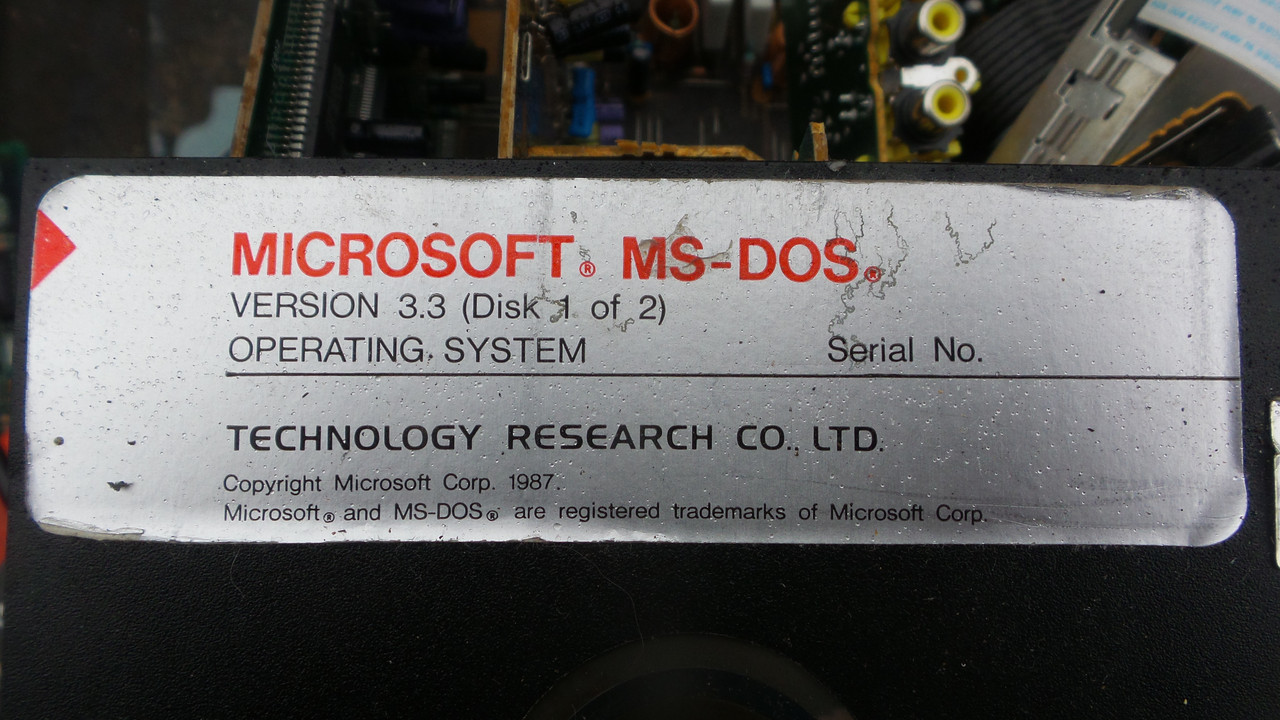 MICROSOFT® MS-DOS®
VERSION 3.3 (Disk 1 of 2)
OPERATING SYSTEM Serial No.
TECHNOLOGY RESEARCH CO., LTD.
Copyright Microsoft Corp. 1987.
Microsoft® and MS-DOS® are registered trademarks of Microsoft Corp.